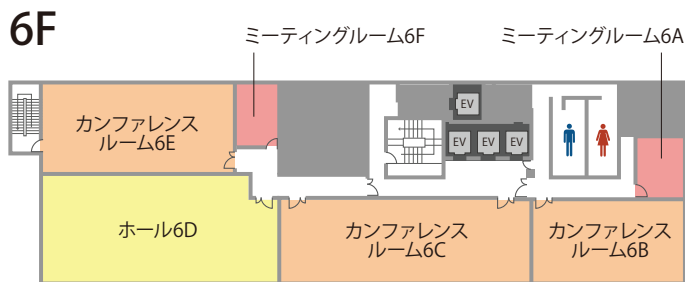 6F
ミーティングルーム6F
ミーティングルーム6A
EV
カンファレンス
ルーム6E
EV EV EV
ホール6D
カンファレンス
ルーム6C
カンファレンス
ルーム6B